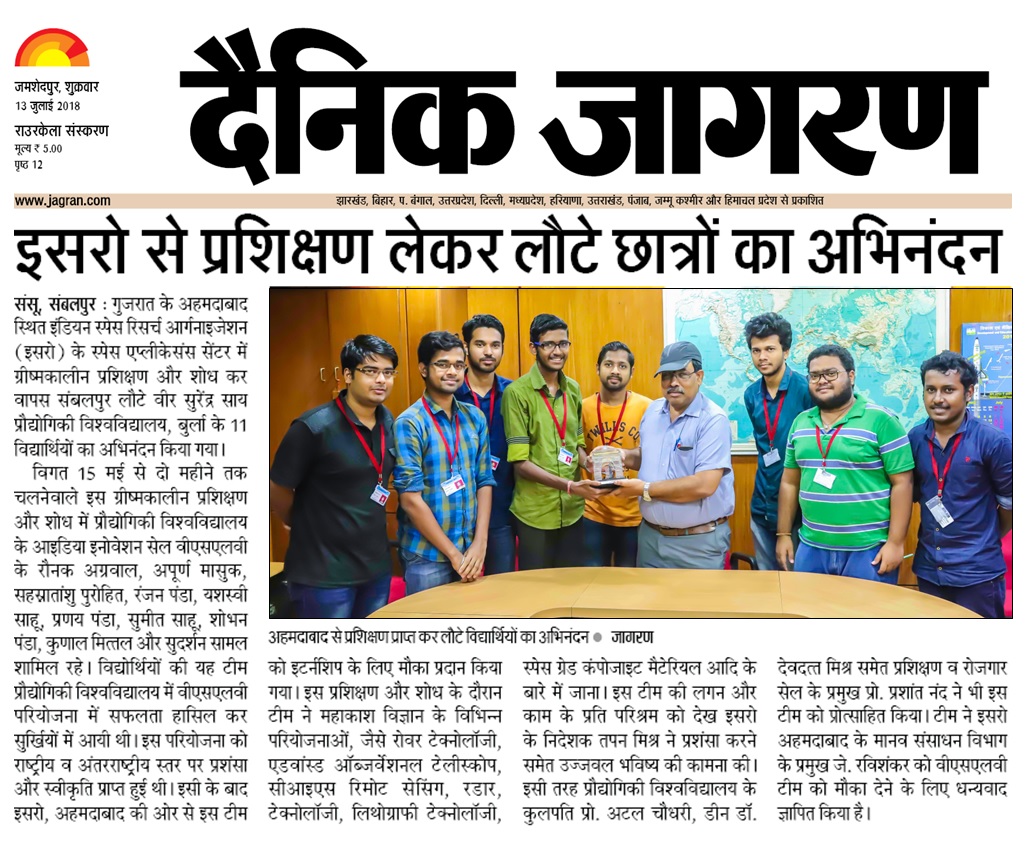 जमशेदपुर, शुक्रवार
13 जुलाई 2018
राउरकेला संस्करण
मूल्य ₹ 5.00
पृष्ठ 12
दैनिक जागरण
www.jagran.com
झारखंड, बिहार, प. बंगाल, उत्तरप्रदेश, दिल्ली, मध्यप्रदेश, हरियाणा, उत्तराखंड, पंजाब, जम्मू कश्मीर और हिमाचल प्रदेश से प्रकाशित
इसरो से प्रशिक्षण लेकर लौटे छात्रों का अभिनंदन
संसू, संबलपुर : गुजरात के अहमदाबाद
स्थित इंडियन स्पेस रिसर्च आर्गनाइजेशन
(इसरो) के स्पेस एप्लीकेसंस सेंटर में
ग्रीष्मकालीन प्रशिक्षण और शोध कर
वापस संबलपुर लौटे वीर सुरेंद्र साय
प्रौद्योगिकी विश्वविद्यालय, बुर्ला के 11
विद्यार्थियों का अभिनंदन किया गया।
विगत 15 मई से दो महीने तक
चलनेवाले इस ग्रीष्मकालीन प्रशिक्षण
और शोध में प्रौद्योगिकी विश्वविद्यालय
के आइडिया इनोवेशन सेल वीएसएलवी
के रौनक अग्रवाल, अपूर्ण मासुक,
सहस्रातांशु पुरोहित, रंजन पंडा, यशस्वी
साहू, प्रणय पंडा, सुमीत साहू, शोभन
पंडा, कुणाल मित्तल और सुदर्शन सामल
शामिल रहे। विद्योर्थियों की यह टीम
प्रौद्योगिकी विश्वविद्यालय में वीएसएलवी
परियोजना में सफलता हासिल कर
सुर्खियों में आयी थी। इस परियोजना को
राष्ट्रीय व अंतरराष्ट्रीय स्तर पर प्रशंसा
और स्वीकृति प्राप्त हुई थी। इसी के बाद
इसरो, अहमदाबाद की ओर से इस टीम
अहमदाबाद से प्रशिक्षण प्राप्त कर लौटे विद्यार्थियों का अभिनंदन ● जागरण
को इटर्नशिप के लिए मौका प्रदान किया
गया। इस प्रशिक्षण और शोध के दौरान
टीम ने महाकाश विज्ञान के विभिन्न
परियोजनाओं, जैसे रोवर टेक्नोलॉजी,
एडवांस्ड ऑब्जर्वेशनल टेलीस्कोप,
सीआइएस रिमोट सेसिंग, रडार,
टेक्नोलॉजी, लिथोग्राफी टेक्नोलॉजी,
स्पेस ग्रेड कंपोजाइट मैटेरियल आदि के
बारे में जाना। इस टीम की लगन और
काम के प्रति परिश्रम को देख इसरो
के निदेशक तपन मिश्र ने प्रशंसा करने
समेत उज्जवल भविष्य की कामना की।
इसी तरह प्रौद्योगिकी विश्वविद्यालय के
कुलपति प्रो. अटल चौधरी, डीन डॉ.
देवदत्त मिश्र समेत प्रशिक्षण व रोजगार
सेल के प्रमुख प्रो. प्रशांत नंद ने भी इस
टीम को प्रोत्साहित किया। टीम ने इसरो
अहमदाबाद के मानव संसाधन विभाग
के प्रमुख जे. रविशंकर को वीएसएलवी
टीम को मौका देने के लिए धन्यवाद
ज्ञापित किया है।